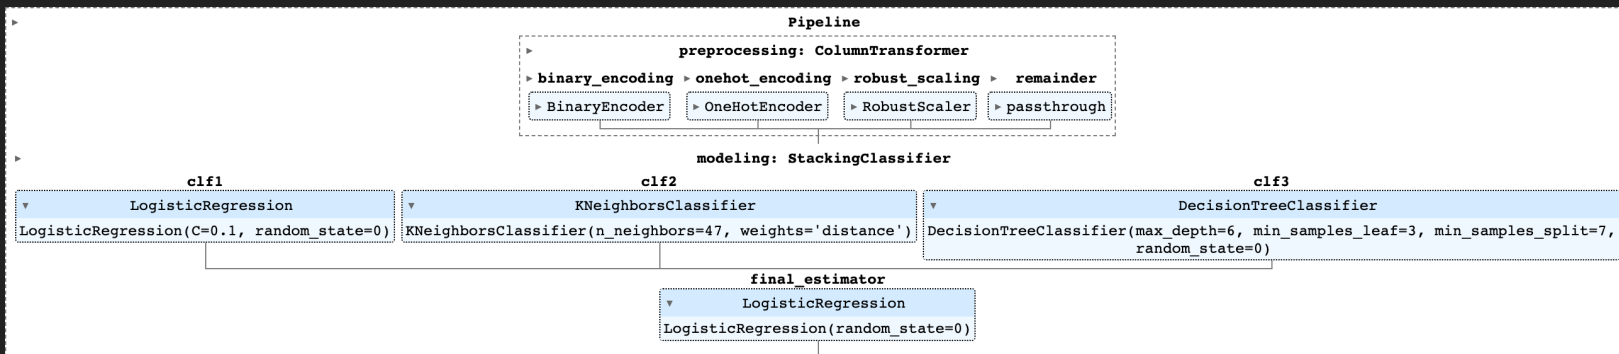 Pipeline
preprocessing: ColumnTransformer
binary_encoding onehot_encoding robust_scaling remainder
BinaryEncoder OneHotEncoder RobustScaler passthrough
modeling: StackingClassifier
clf1 clf2 clf3
LogisticRegression KNeighborsClassifier DecisionTreeClassifier
LogisticRegression(C=0.1, random_state=0) KNeighborsClassifier(n_neighbors=47, weights='distance') DecisionTreeClassifier(max_depth=6, min_samples_leaf=3, min_samples_split=7,
random_state=0)
final_estimator
LogisticRegression
LogisticRegression(random_state=0)